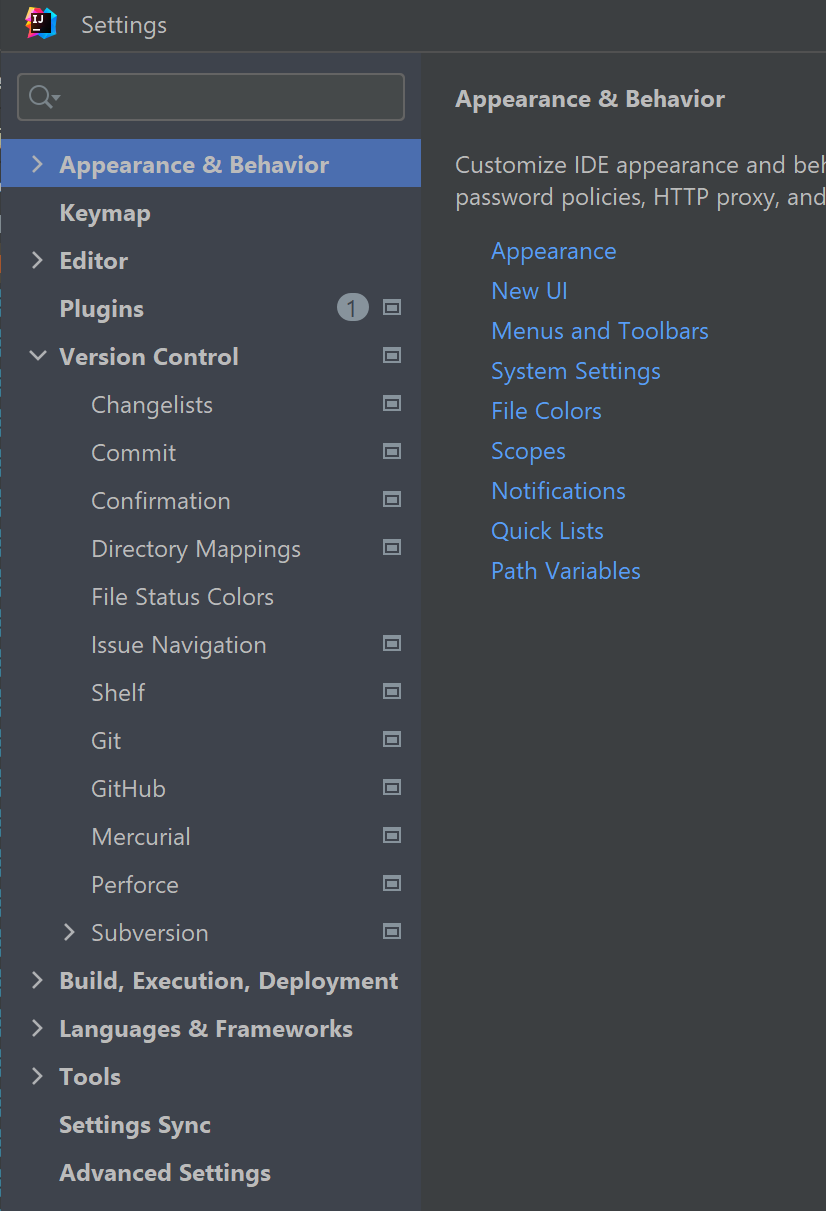 IJ
Settings
Appearance & Behavior
Keymap
Editor
Plugins 1
Version Control
Changelists
Commit
Confirmation
Directory Mappings
File Status Colors
Issue Navigation
Shelf
Git
GitHub
Mercurial
Perforce
Subversion
Build, Execution, Deployment
Languages & Frameworks
Tools
Settings Sync
Advanced Settings
Appearance & Behavior
Customize IDE appearance and beh
password policies, HTTP proxy, and
Appearance
New UI
Menus and Toolbars
System Settings
File Colors
Scopes
Notifications
Quick Lists
Path Variables